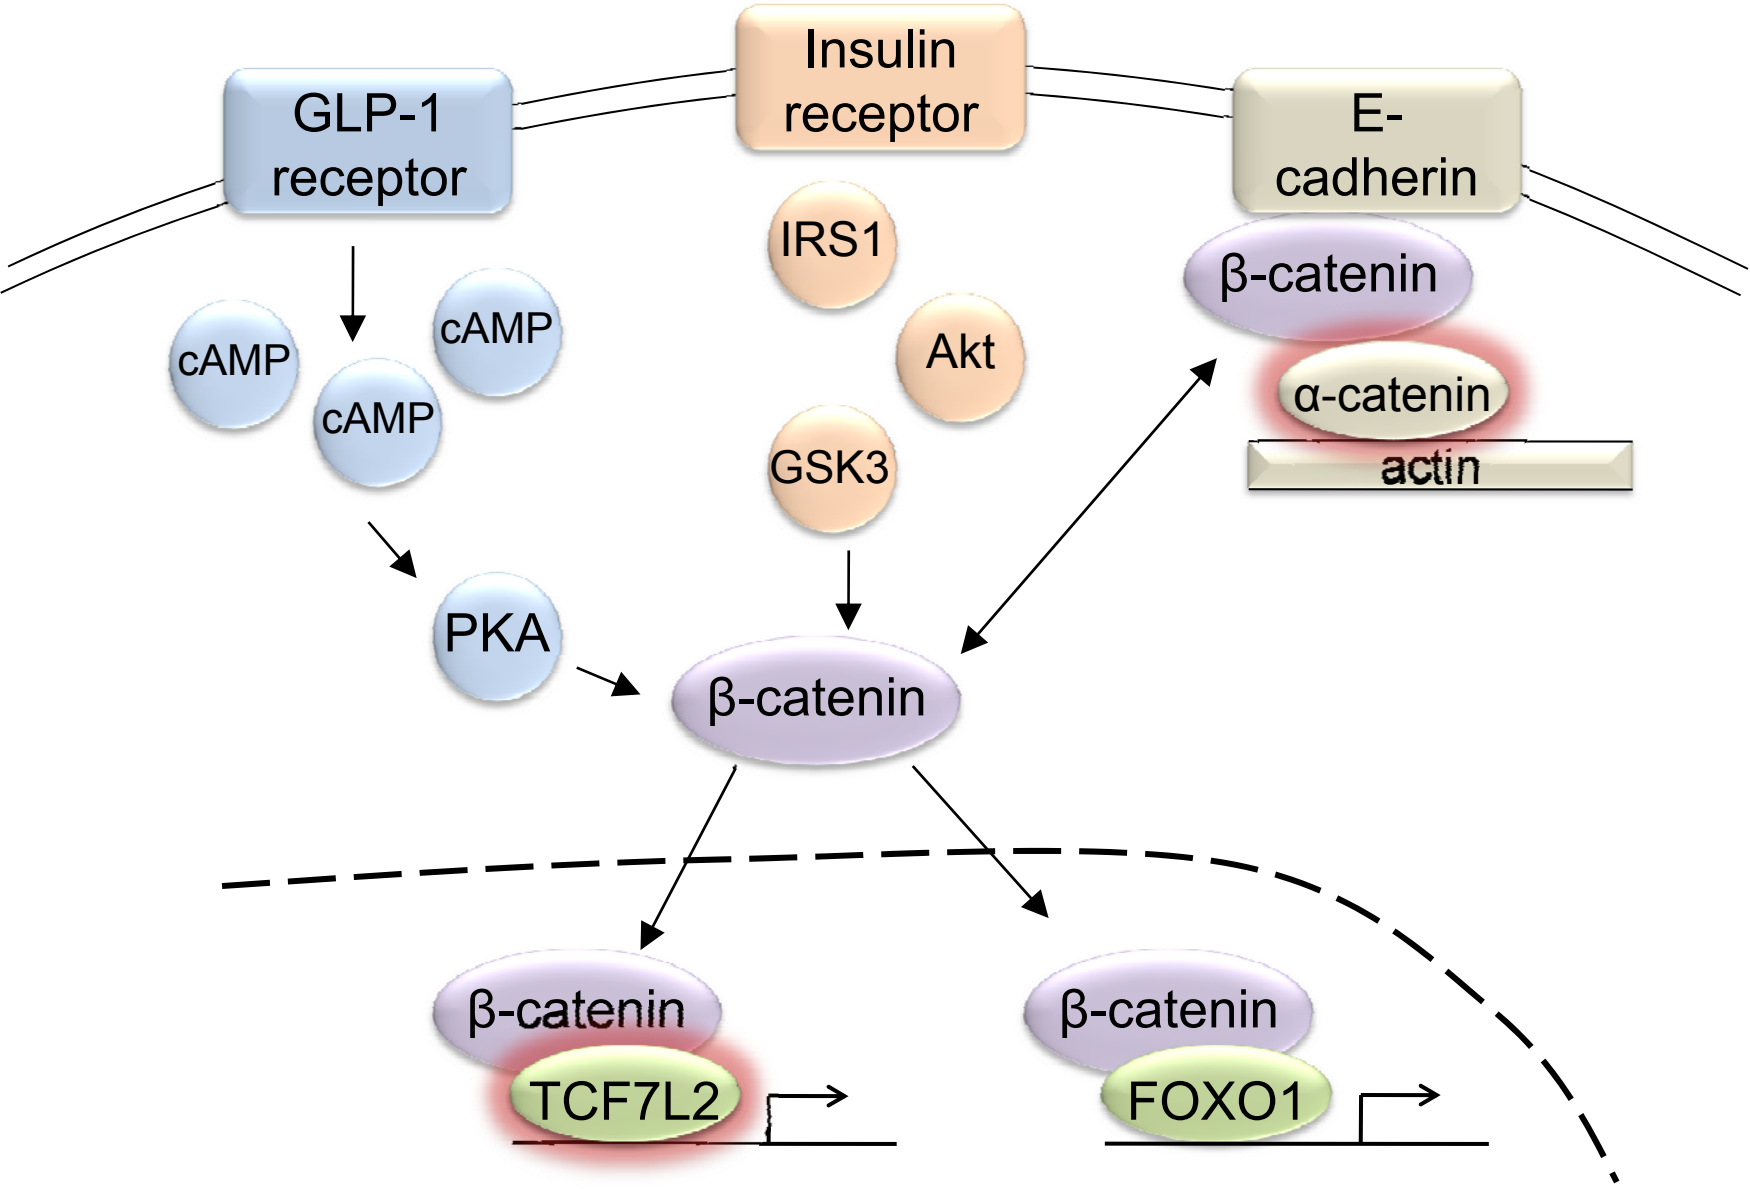 GLP-1
receptor
Insulin
receptor
E-
cadherin
cAMP
cAMP
cAMP
PKA
IRS1
Akt
GSK3
β-catenin
α-catenin
actin
β-catenin
β-catenin
TCF7L2
β-catenin
FOXO1